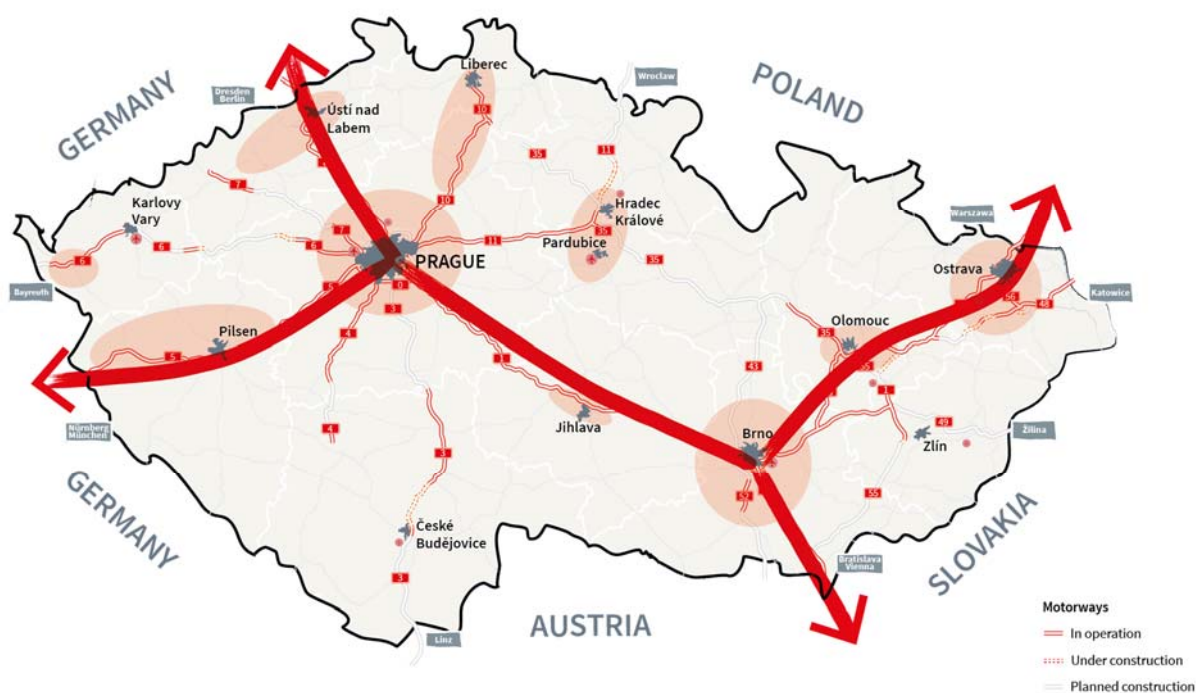 GERMANY
POLAND
Dresden
Berlin
Liberec
Wroclaw
Ústí nad
Labem
10
35
11
7
Karlovy
Vary
10
Hradec
Králové
7
6
6
11
35
Pardubice
Warszawa
6
PRAGUE
35
Ostrava
Bayreuth
5
0
3
56
48
Katowice
Pilsen
4
Olomouc
35
5
1
43
55
1
Nürnberg
München
4
Jihlava
Brno
49
Zlín
Žilina
3
52
55
GERMANY
České
Budějovice
SLOVAKIA
Bratislava
Vienna
3
AUSTRIA
Linz
Motorways
In operation
Under construction
Planned construction